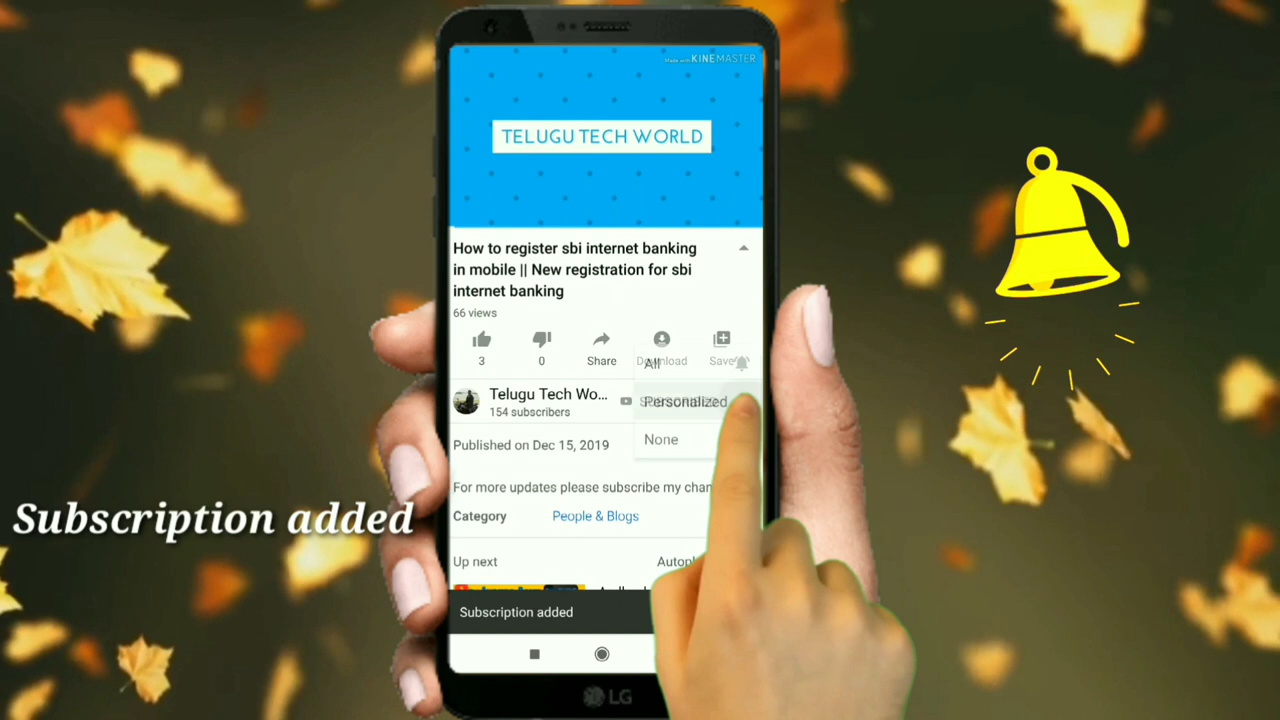 Made with KINEMASTER
TELUGU TECH WORLD
How to register sbi internet banking
in mobile || New registration for sbi
internet banking
66 views
3
0
Share
Download
Save
All
Telugu Tech Wo...
154 subscribers
Personalized
Published on Dec 15, 2019
None
For more updates please subscribe my chan
Category
People & Blogs
Subscription added
Up next
Autopl
Subscription added
LG